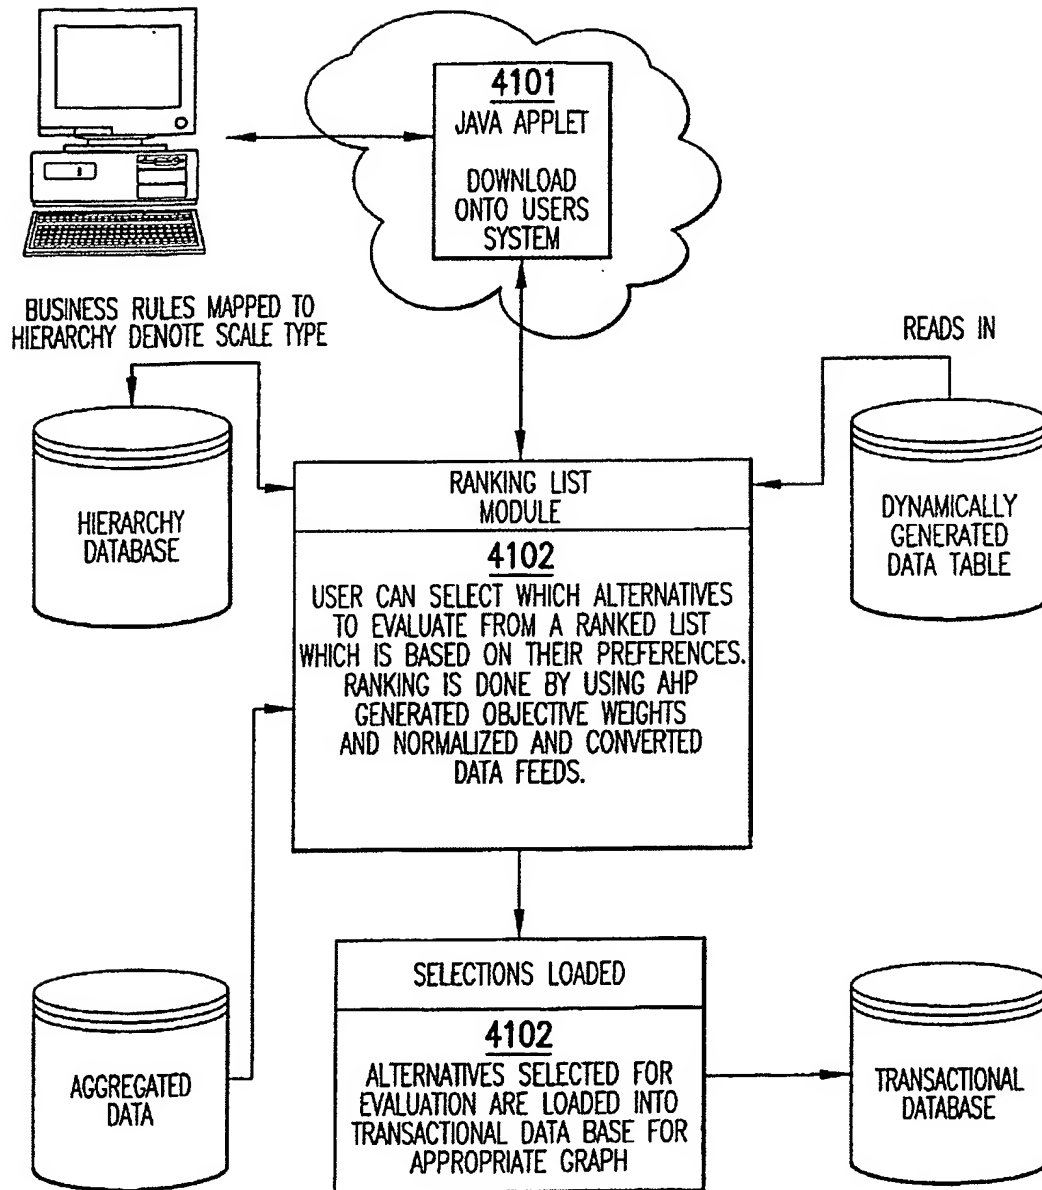 4101
JAVA APPLET
DOWNLOAD
ONTO USERS
SYSTEM
BUSINESS RULES MAPPED TO
HIERARCHY DENOTE SCALE TYPE
READS IN
HIERARCHY
DATABASE
RANKING LIST
MODULE
4102
USER CAN SELECT WHICH ALTERNATIVES
TO EVALUATE FROM A RANKED LIST
WHICH IS BASED ON THEIR PREFERENCES.
RANKING IS DONE BY USING AHP
GENERATED OBJECTIVE WEIGHTS
AND NORMALIZED AND CONVERTED
DATA FEEDS.
DYNAMICALLY
GENERATED
DATA TABLE
AGGREGATED
DATA
SELECTIONS LOADED
4102
ALTERNATIVES SELECTED FOR
EVALUATION ARE LOADED INTO
TRANSACTIONAL DATA BASE FOR
APPROPRIATE GRAPH
TRANSACTIONAL
DATABASE